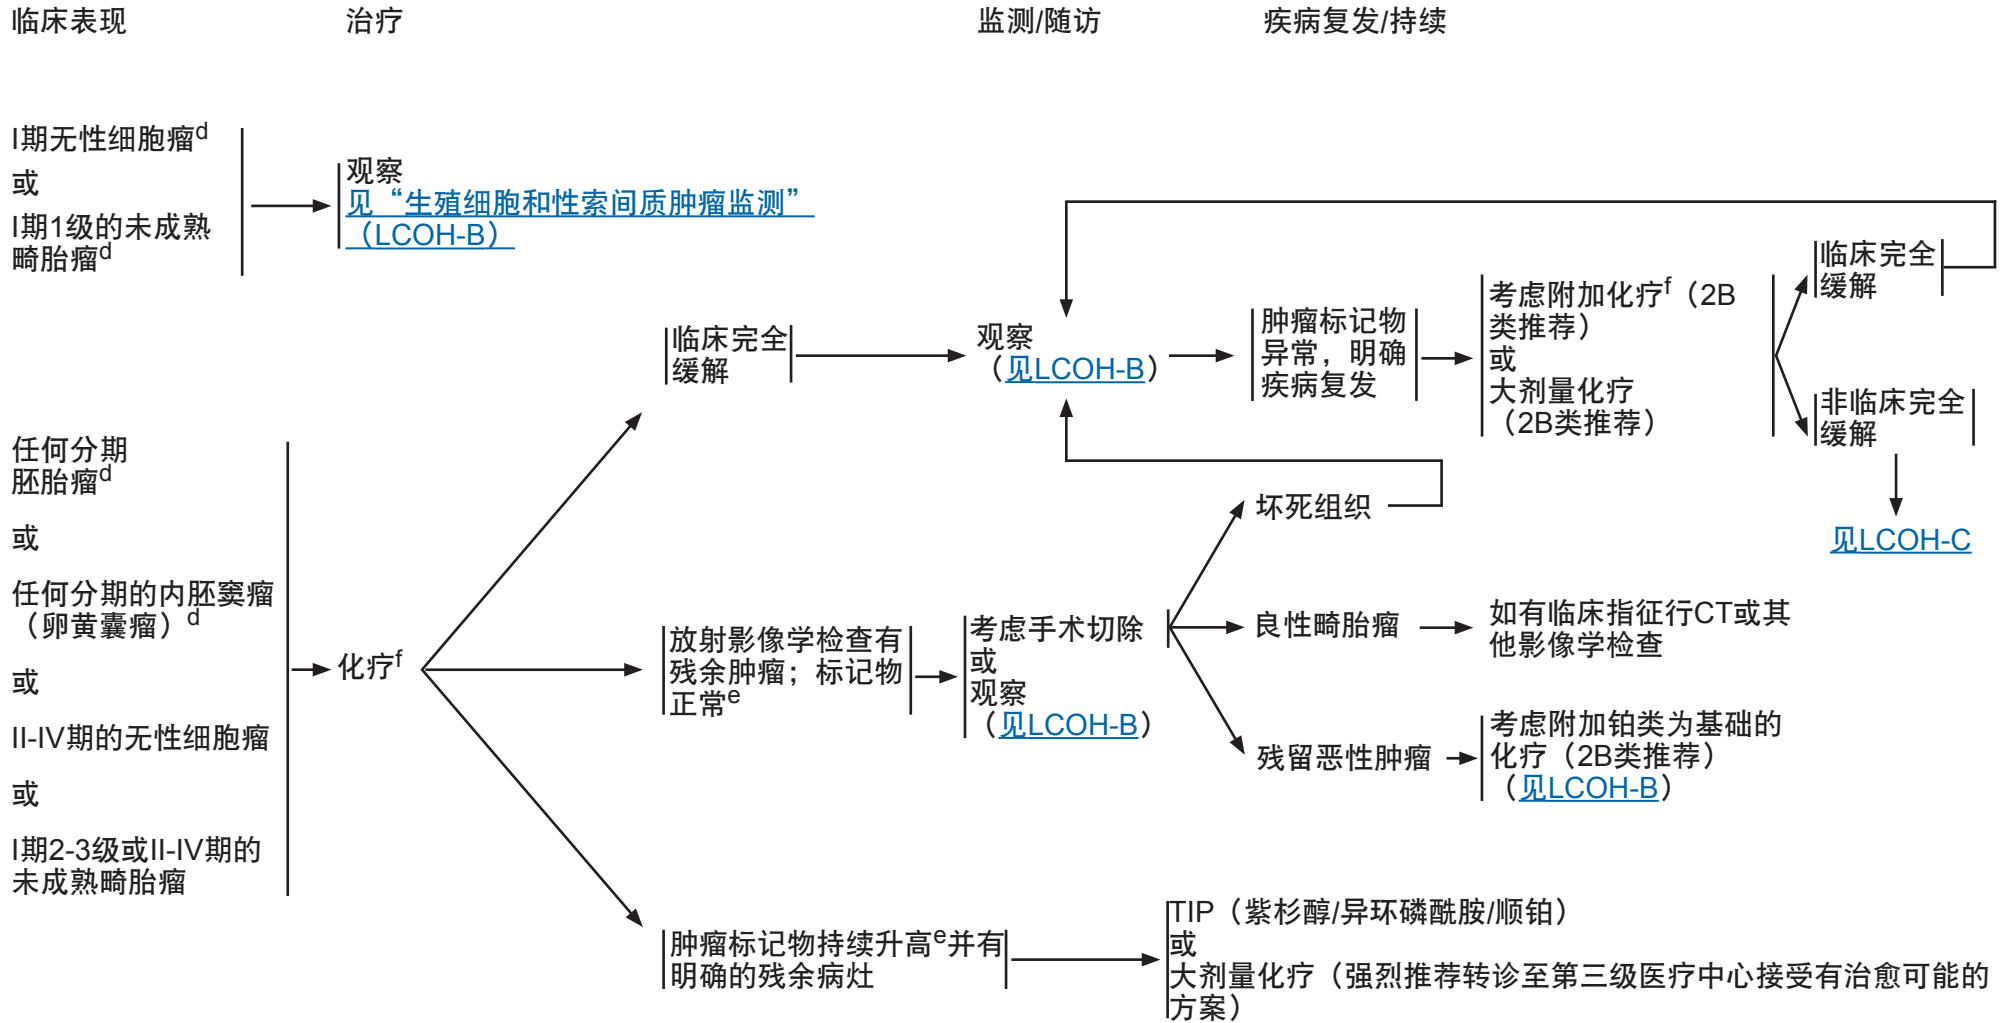 临床表现
治疗
监测/随访
疾病复发/持续
I期无性细胞瘤d
或
I期1级的未成熟
畸胎瘤d
观察
见“生殖细胞和性索间质肿瘤监测”
（LCOH-B）
任何分期
胚胎瘤d
或
任何分期的内胚窦瘤
（卵黄囊瘤）d
或
II-IV期的无性细胞瘤
或
I期2-3级或II-IV期的
未成熟畸胎瘤
化疗f
临床完全
缓解
观察
（见LCOH-B）
肿瘤标记物
异常，明确
疾病复发
考虑附加化疗f（2B
类推荐）
或
大剂量化疗
（2B类推荐）
临床完全
缓解
非临床完全
缓解
见LCOH-C
放射影像学检查有
残余肿瘤；标记物
正常e
考虑手术切除
或
观察
（见LCOH-B）
坏死组织
良性畸胎瘤
如有临床指征行CT或其
他影像学检查
残留恶性肿瘤
考虑附加铂类为基础的
化疗（2B类推荐）
（见LCOH-B）
肿瘤标记物持续升高e并有
明确的残余病灶
TIP（紫杉醇/异环磷酰胺/顺铂）
或
大剂量化疗（强烈推荐转诊至第三级医疗中心接受有治愈可能的
方案）